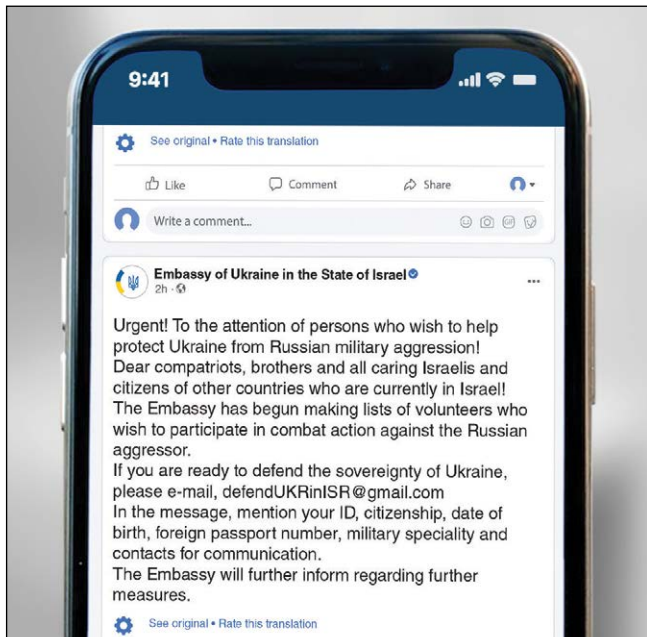 9:41
See original • Rate this translation
Like Comment Share
Write a comment...
GIF
Embassy of Ukraine in the State of Israel
2h ·
Urgent! To the attention of persons who wish to help
protect Ukraine from Russian military aggression!
Dear compatriots, brothers and all caring Israelis and
citizens of other countries who are currently in Israel!
The Embassy has begun making lists of volunteers who
wish to participate in combat action against the Russian
aggressor.
If you are ready to defend the sovereignty of Ukraine,
please e-mail, defendUKRinISR@gmail.com
In the message, mention your ID, citizenship, date of
birth, foreign passport number, military speciality and
contacts for communication.
The Embassy will further inform regarding further
measures.
See original • Rate this translation